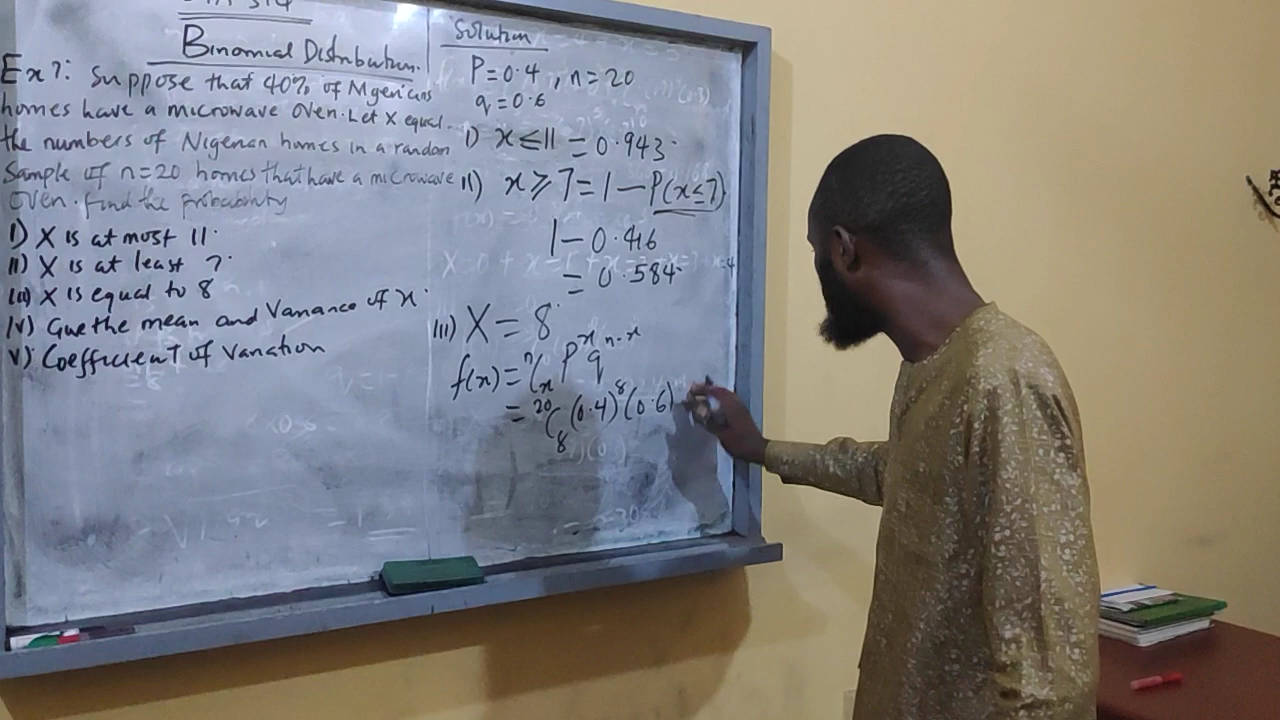 Binomial Distribution.
Ex 7: Suppose that 40% of Nigerians
homes have a microwave oven. Let X equal
the numbers of Nigerian homes in a random
Sample of n=20 homes that have a microwave
oven. find the probability
i) X is at most 11.
ii) X is at least 7.
iii) X is equal to 8
iv) Give the mean and Variance of x.
v) Coefficient of Variation
Solution
P=0.4, n=20
q=0.6
i) x≤11 = 0.943.
ii) x≥7=1-P(x≤7)
1-0.416
= 0.584.
iii) X=8.
f(x)=ⁿCₓ Pˣ qⁿ⁻ˣ
= ²⁰C₈ (0.4)⁸(0.6)